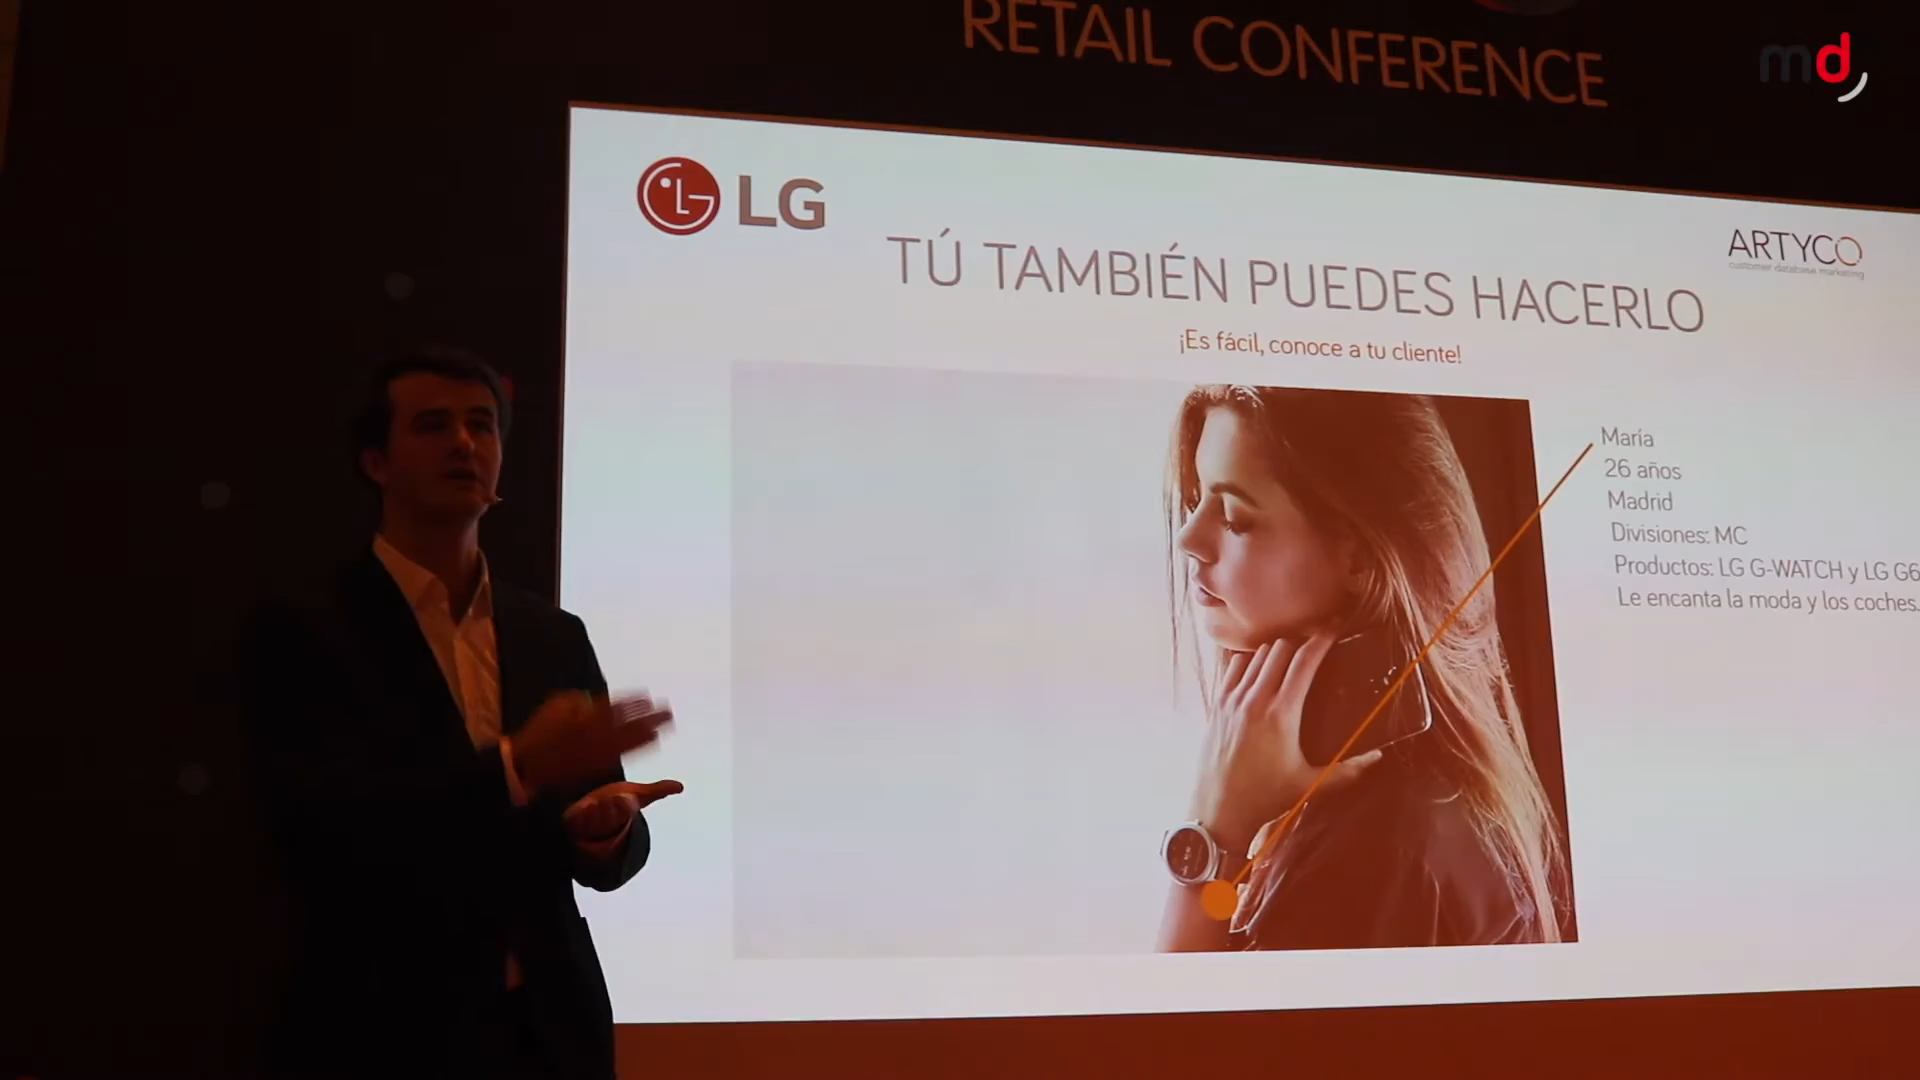 RETAIL CONFERENCE
md
LG
ARTYCO
customer database marketing
TÚ TAMBIÉN PUEDES HACERLO
¡Es fácil, conoce a tu cliente!
María
26 años
Madrid
Divisiones: MC
Productos: LG G-WATCH y LG G6
Le encanta la moda y los coches.